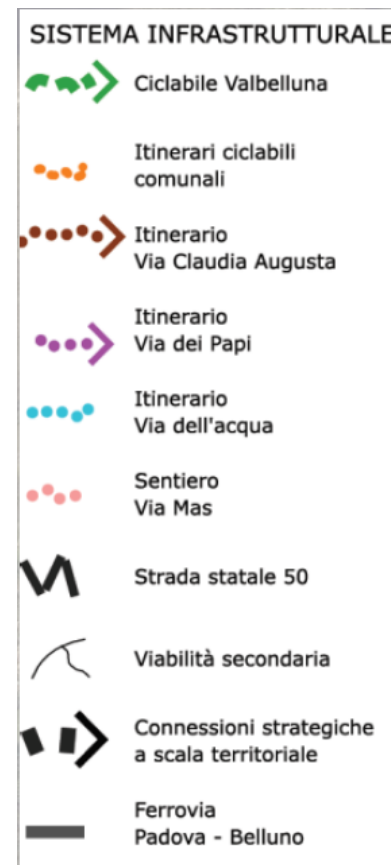 SISTEMA INFRASTRUTTURALE
Ciclabile Valbelluna
Itinerari ciclabili
comunali
Itinerario
Via Claudia Augusta
Itinerario
Via dei Papi
Itinerario
Via dell'acqua
Sentiero
Via Mas
Strada statale 50
Viabilità secondaria
Connessioni strategiche
a scala territoriale
Ferrovia
Padova - Belluno